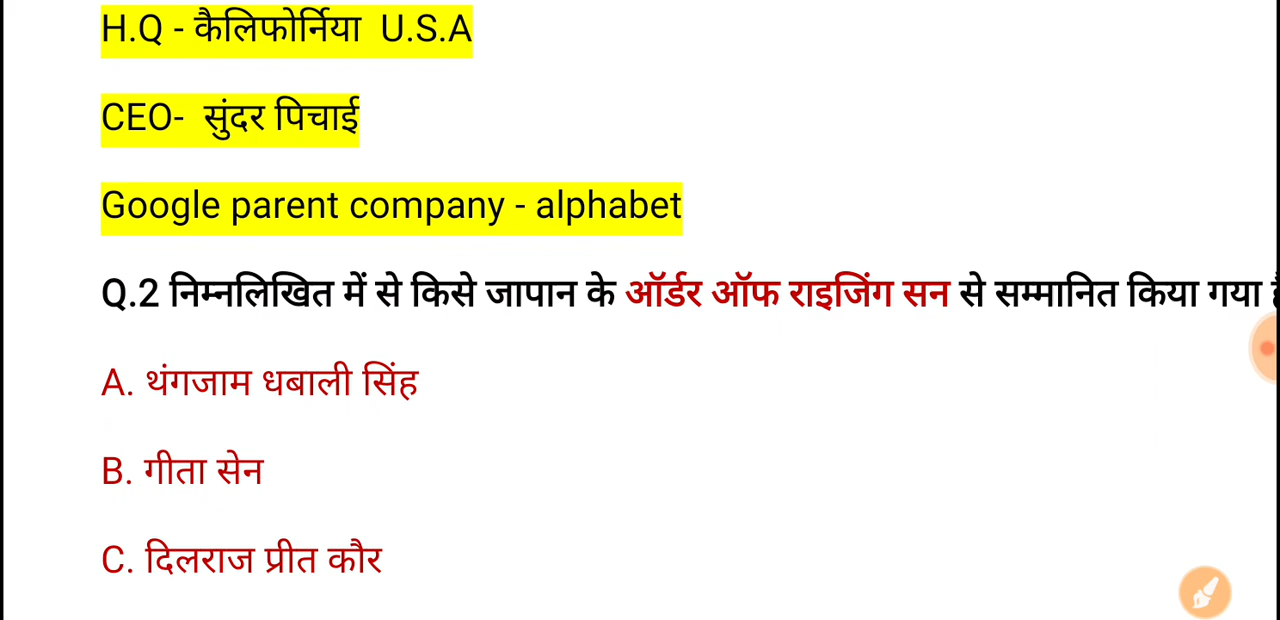 H.Q - कैलिफोर्निया U.S.A
CEO- सुंदर पिचाई
Google parent company - alphabet
Q.2 निम्नलिखित में से किसे जापान के ऑर्डर ऑफ राइजिंग सन से सम्मानित किया गया
A. थंगजाम धबाली सिंह
B. गीता सेन
C. दिलराज प्रीत कौर